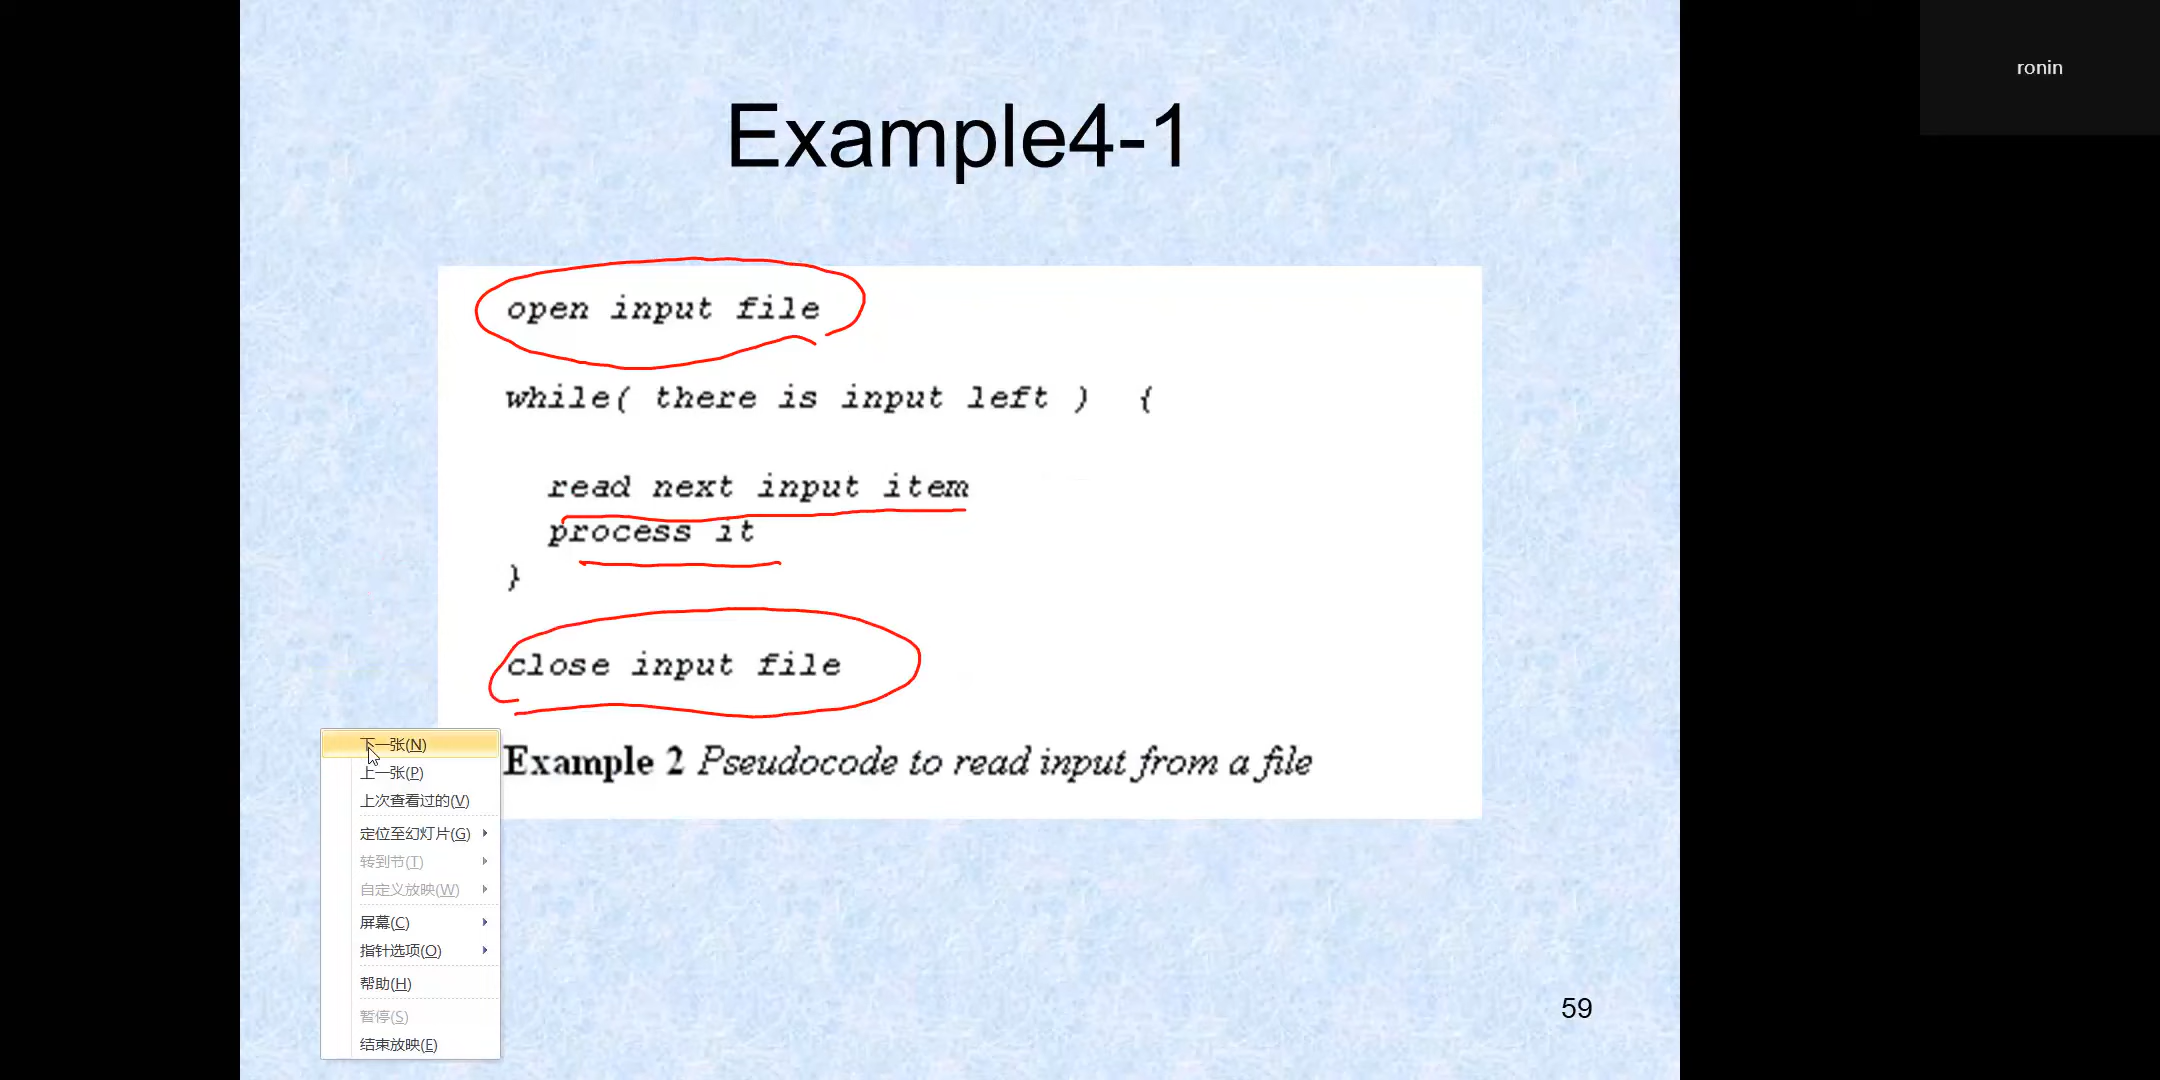 ronin
Example4-1
open input file
while( there is input left ) {
read next input item
process it
}
close input file
Example 2 Pseudocode to read input from a file
下一张(N)
上一张(P)
上次查看过的(V)
定位至幻灯片(G)
转到节(T)
自定义放映(W)
屏幕(C)
指针选项(O)
帮助(H)
暂停(S)
结束放映(E)
59